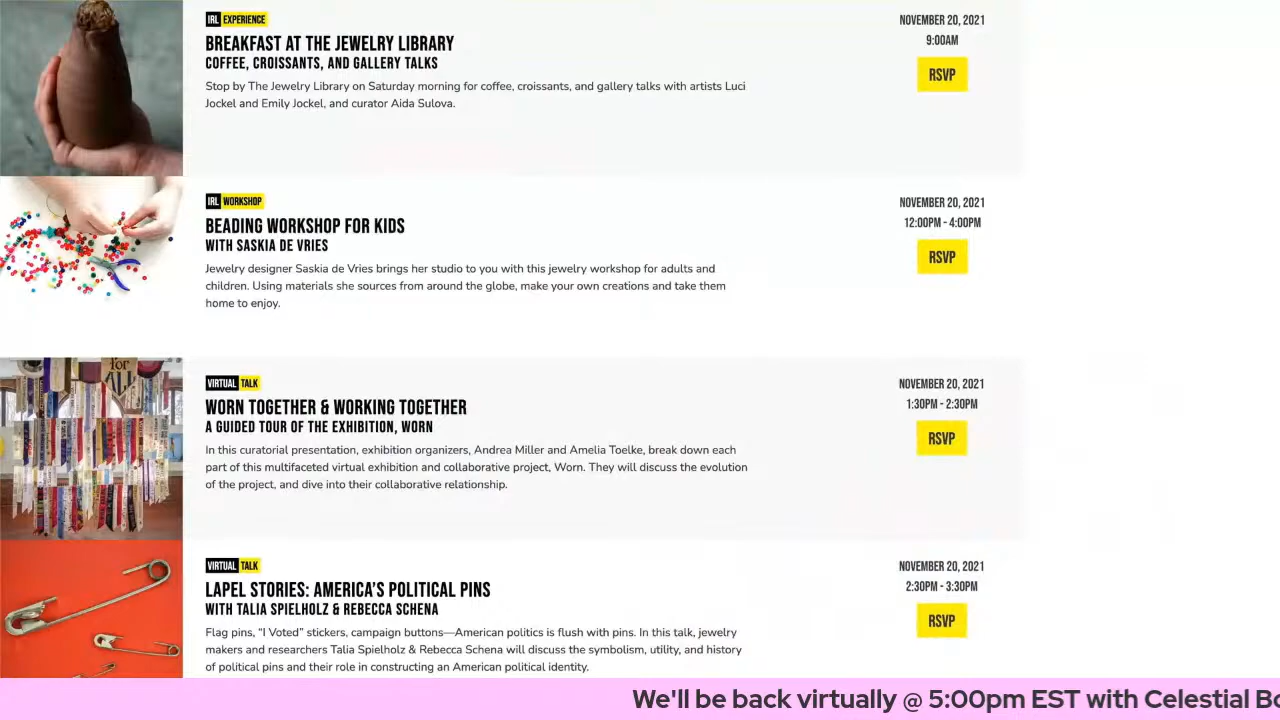 IRL EXPERIENCE
BREAKFAST AT THE JEWELRY LIBRARY
COFFEE, CROISSANTS, AND GALLERY TALKS
Stop by The Jewelry Library on Saturday morning for coffee, croissants, and gallery talks with artists Luci
Jockel and Emily Jockel, and curator Aida Sulova.
NOVEMBER 20, 2021
9:00AM
RSVP
IRL WORKSHOP
BEADING WORKSHOP FOR KIDS
WITH SASKIA DE VRIES
Jewelry designer Saskia de Vries brings her studio to you with this jewelry workshop for adults and
children. Using materials she sources from around the globe, make your own creations and take them
home to enjoy.
NOVEMBER 20, 2021
12:00PM - 4:00PM
RSVP
for
ALL
VIRTUAL TALK
WORN TOGETHER & WORKING TOGETHER
A GUIDED TOUR OF THE EXHIBITION, WORN
In this curatorial presentation, exhibition organizers, Andrea Miller and Amelia Toelke, break down each
part of this multifaceted virtual exhibition and collaborative project, Worn. They will discuss the evolution
of the project, and dive into their collaborative relationship.
NOVEMBER 20, 2021
1:30PM - 2:30PM
RSVP
VIRTUAL TALK
LAPEL STORIES: AMERICA’S POLITICAL PINS
WITH TALIA SPIELHOLZ & REBECCA SCHENA
Flag pins, “I Voted” stickers, campaign buttons—American politics is flush with pins. In this talk, jewelry
makers and researchers Talia Spielholz & Rebecca Schena will discuss the symbolism, utility, and history
of political pins and their role in constructing an American political identity.
NOVEMBER 20, 2021
2:30PM - 3:30PM
RSVP
We'll be back virtually @ 5:00pm EST with Celestial Bo